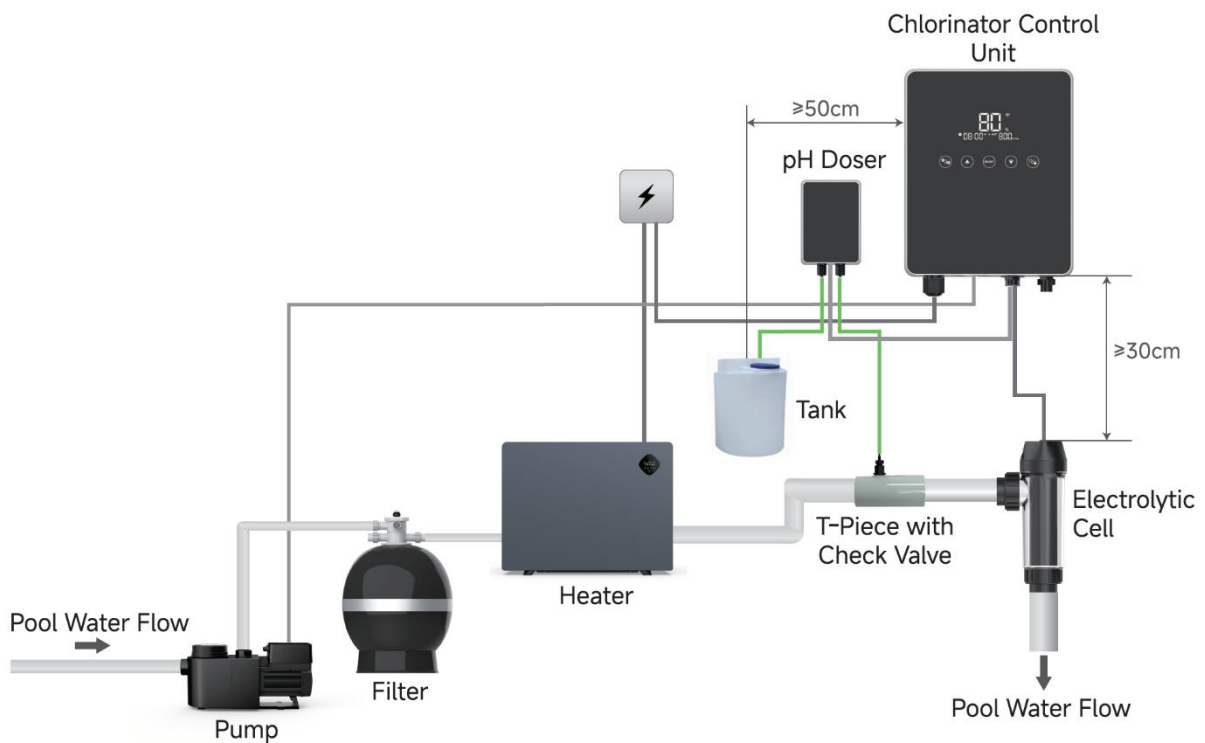 Chlorinator Control
Unit
≥50cm
80
pH Doser
≥30cm
Tank
Electrolytic
Cell
T-Piece with
Check Valve
Heater
Pool Water Flow
Filter
Pump
Pool Water Flow